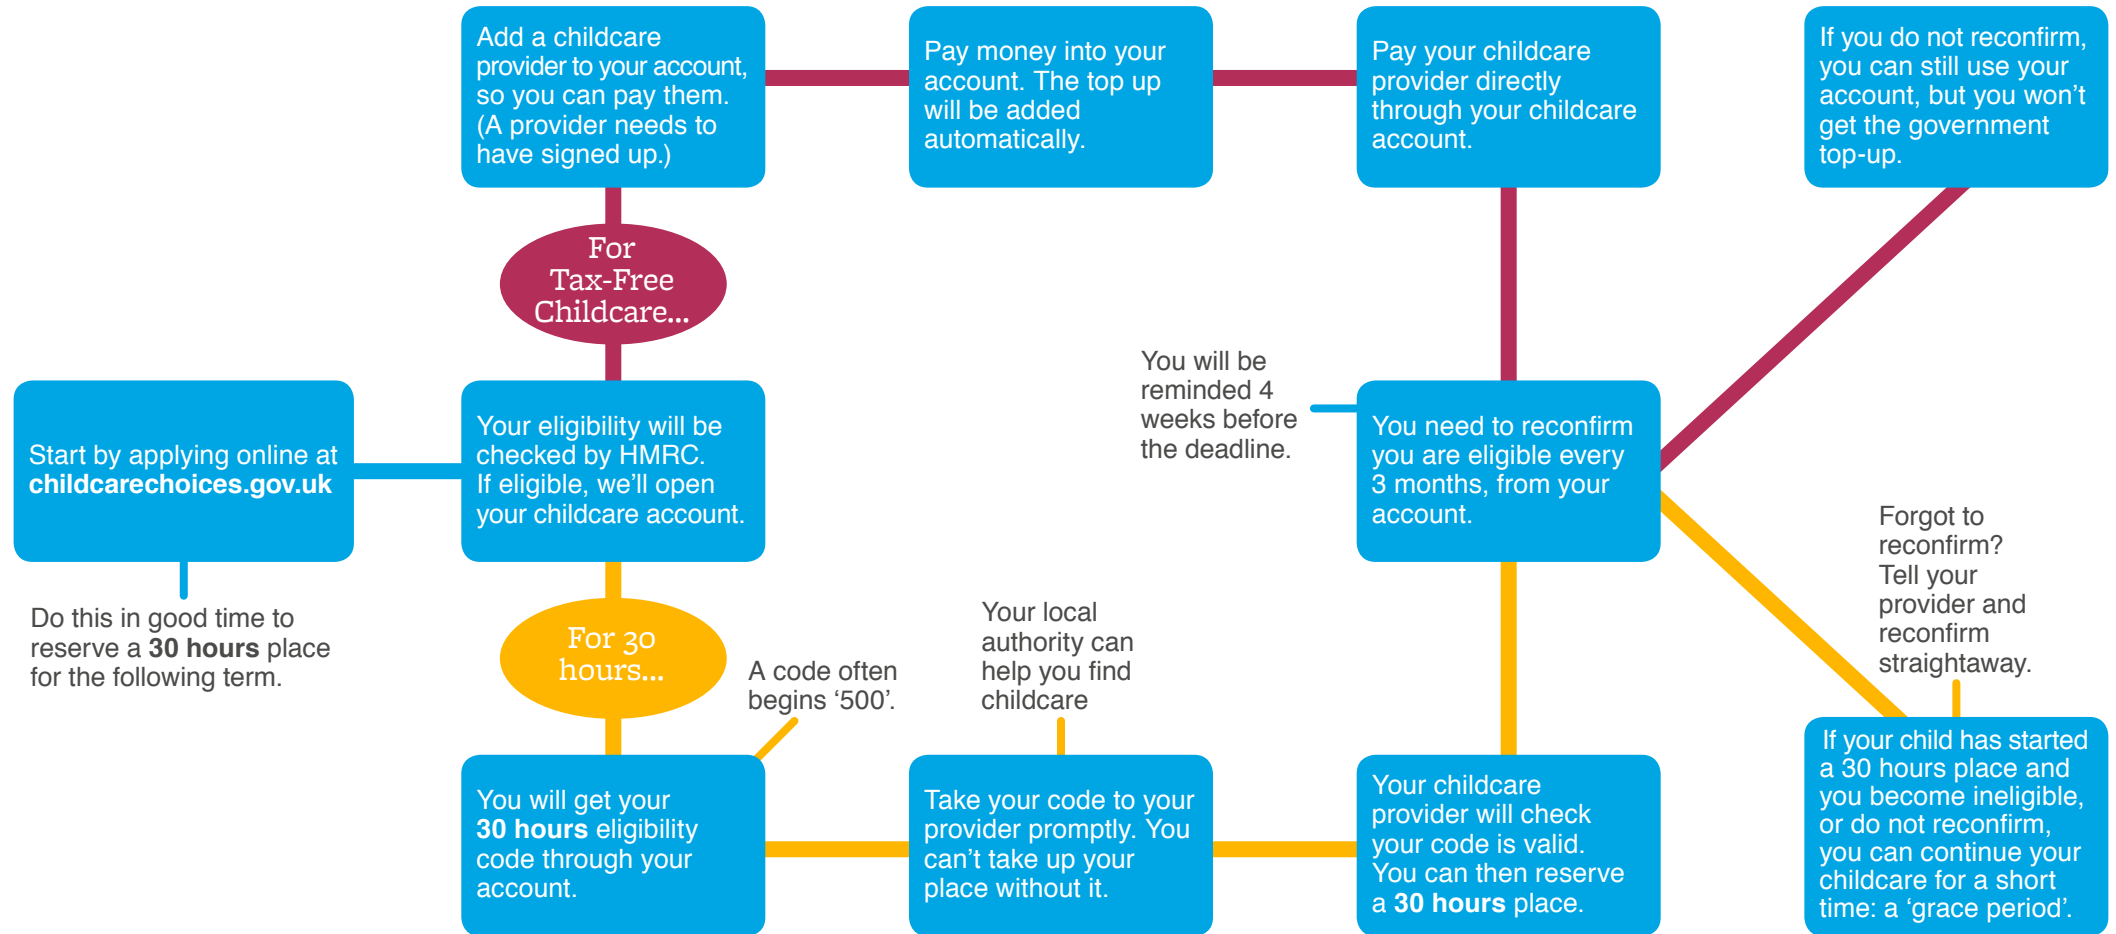 Start by applying online at
childcarechoices.gov.uk
Do this in good time to
reserve a 30 hours place
for the following term.
Your eligibility will be
checked by HMRC.
If eligible, we’ll open
your childcare account.
For
Tax-Free
Childcare...
Add a childcare
provider to your account,
so you can pay them.
(A provider needs to
have signed up.)
Pay money into your
account. The top up
will be added
automatically.
Pay your childcare
provider directly
through your childcare
account.
For 30
hours...
You will get your
30 hours eligibility
code through your
account.
A code often
begins ‘500’.
Take your code to your
provider promptly. You
can’t take up your
place without it.
Your local
authority can
help you find
childcare
Your childcare
provider will check
your code is valid.
You can then reserve
a 30 hours place.
You need to reconfirm
you are eligible every
3 months, from your
account.
You will be
reminded 4
weeks before
the deadline.
If you do not reconfirm,
you can still use your
account, but you won’t
get the government
top-up.
Forgot to
reconfirm?
Tell your
provider and
reconfirm
straightaway.
If your child has started
a 30 hours place and
you become ineligible,
or do not reconfirm,
you can continue your
childcare for a short
time: a ‘grace period’.